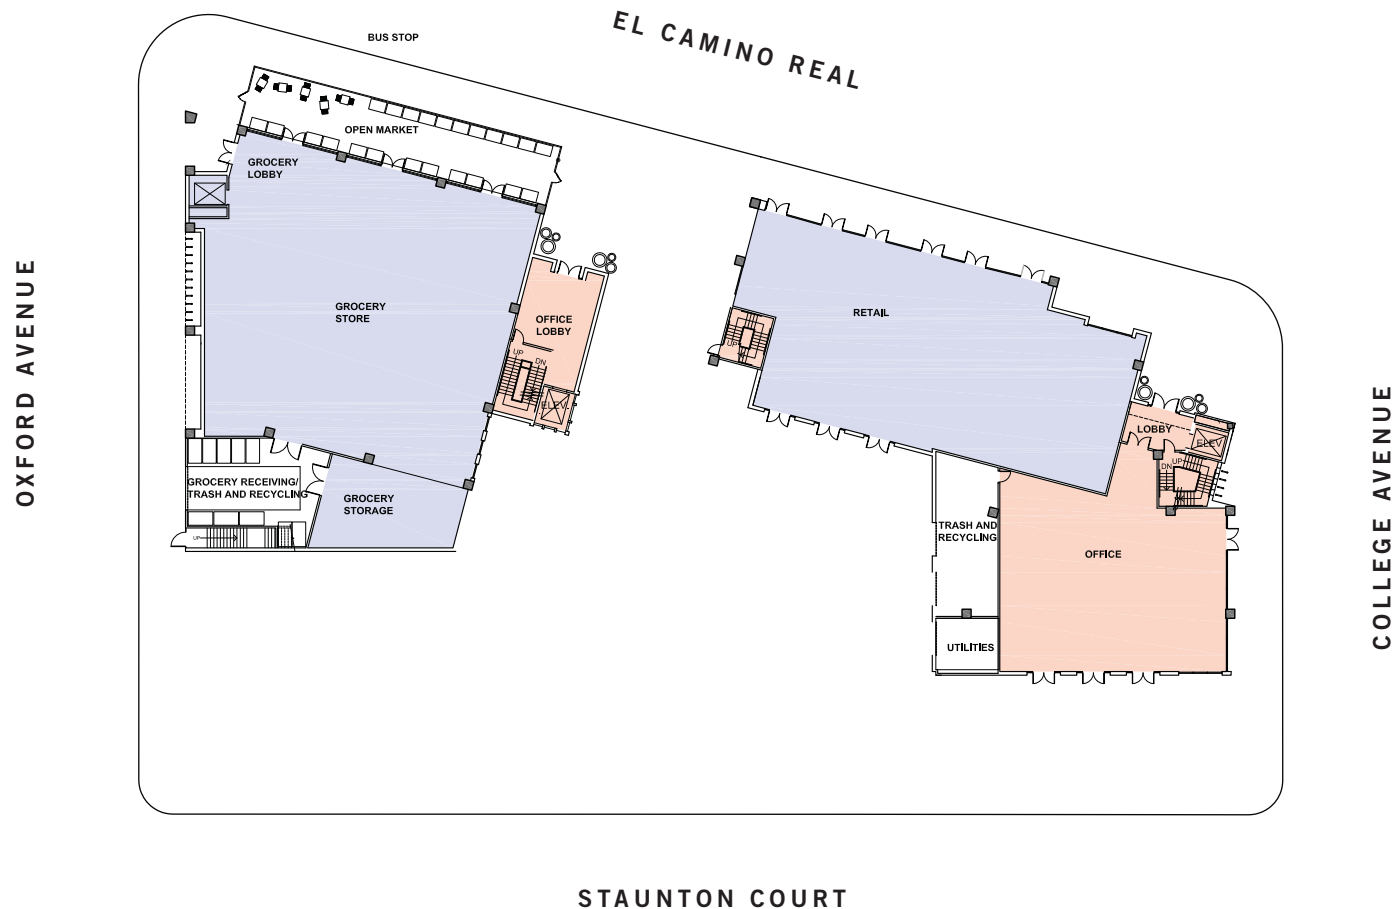 EL CAMINO REAL
BUS STOP
OPEN MARKET
GROCERY
LOBBY
OXFORD AVENUE
GROCERY
STORE
OFFICE
LOBBY
UP
DN
ELEV.
GROCERY RECEIVING/
TRASH AND RECYCLING
GROCERY
STORAGE
UP
RETAIL
UP
LOBBY
ELEV
UP
DN
TRASH AND
RECYCLING
OFFICE
UTILITIES
COLLEGE AVENUE
STAUNTON COURT